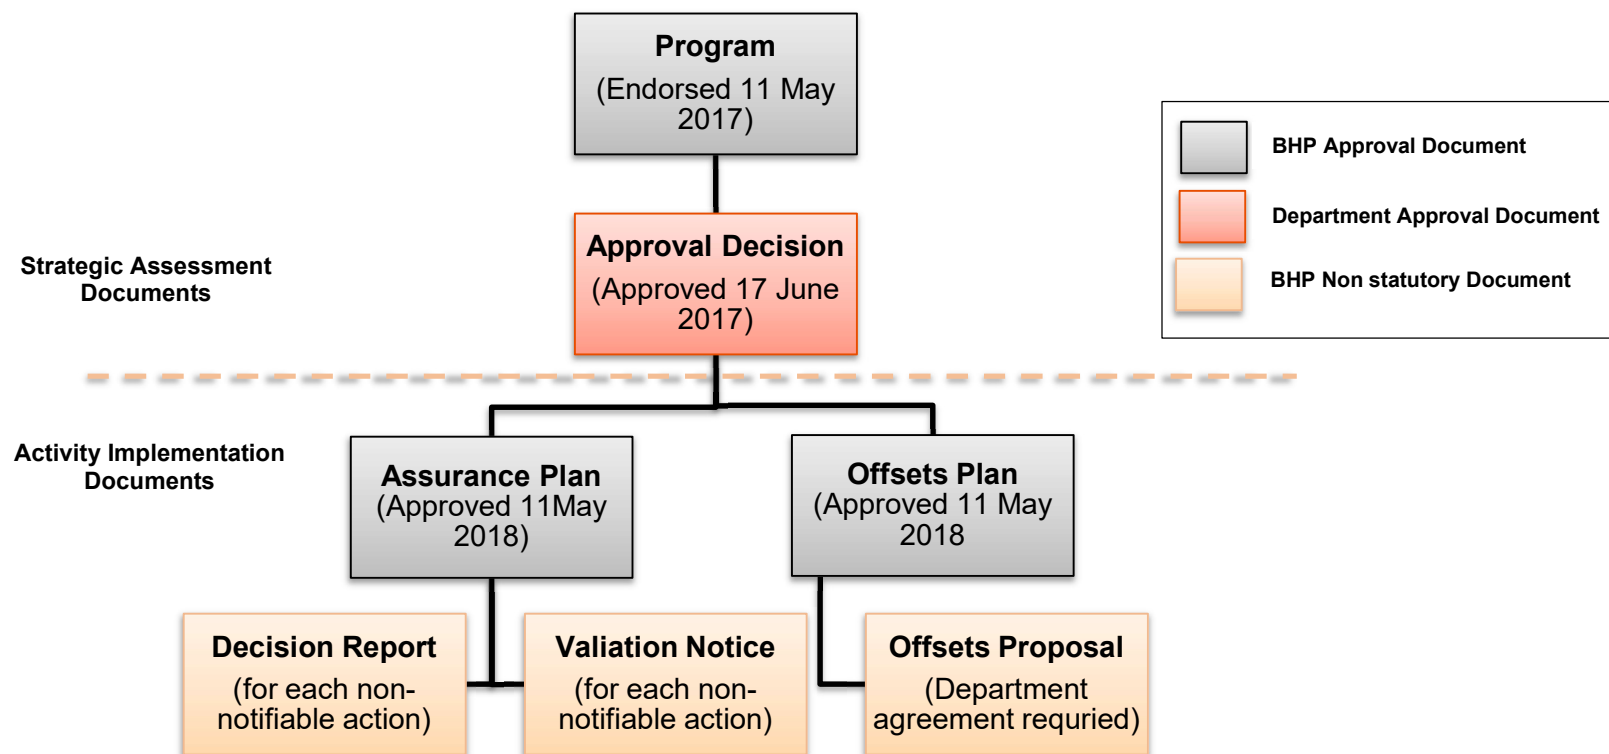 Program
(Endorsed 11 May
2017)
BHP Approval Document
Department Approval Document
BHP Non statutory Document
Approval Decision
(Approved 17 June
2017)
Strategic Assessment
Documents
Activity Implementation
Documents
Assurance Plan
(Approved 11May
2018)
Offsets Plan
(Approved 11 May
2018
Decision Report
(for each non-
notifiable action)
Valiation Notice
(for each non-
notifiable action)
Offsets Proposal
(Department
agreement requried)